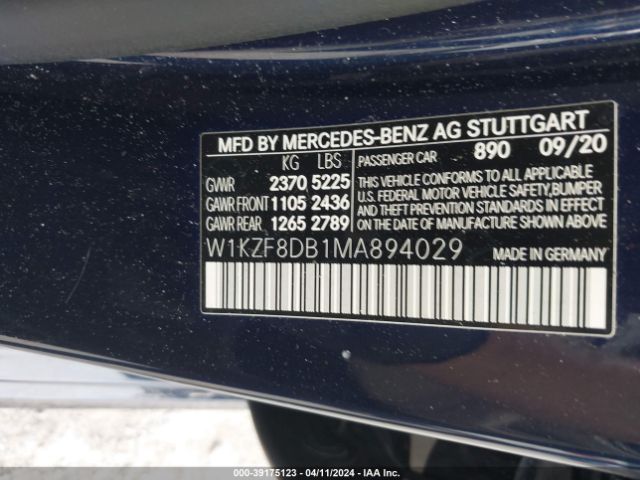 MFD BY MERCEDES-BENZ AG STUTTGART
KG LBS PASSENGER CAR 890 09/20
GVWR 2370 5225
GAWR FRONT 1105 2436
GAWR REAR 1265 2789
THIS VEHICLE CONFORMS TO ALL APPLICABLE
U.S. FEDERAL MOTOR VEHICLE SAFETY, BUMPER
AND THEFT PREVENTION STANDARDS IN EFFECT
ON THE DATE OF MANUFACTURE SHOWN ABOVE
W1KZF8DB1MA894029 MADE IN GERMANY
000-39175123 - 04/11/2024 - IAA Inc.